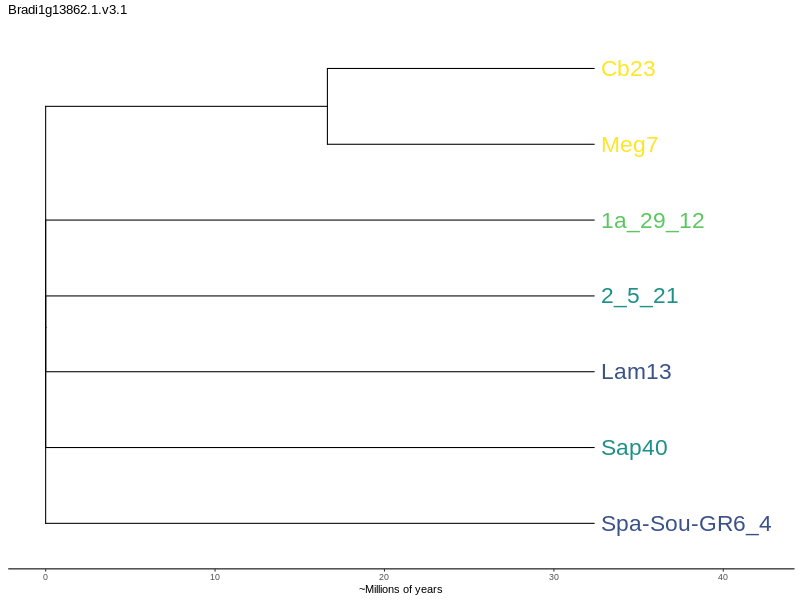 Bradi1g13862.1.v3.1
Cb23
Meg7
1a_29_12
2_5_21
Lam13
Sap40
Spa-Sou-GR6_4
0 10 20 30 40
~Millions of years